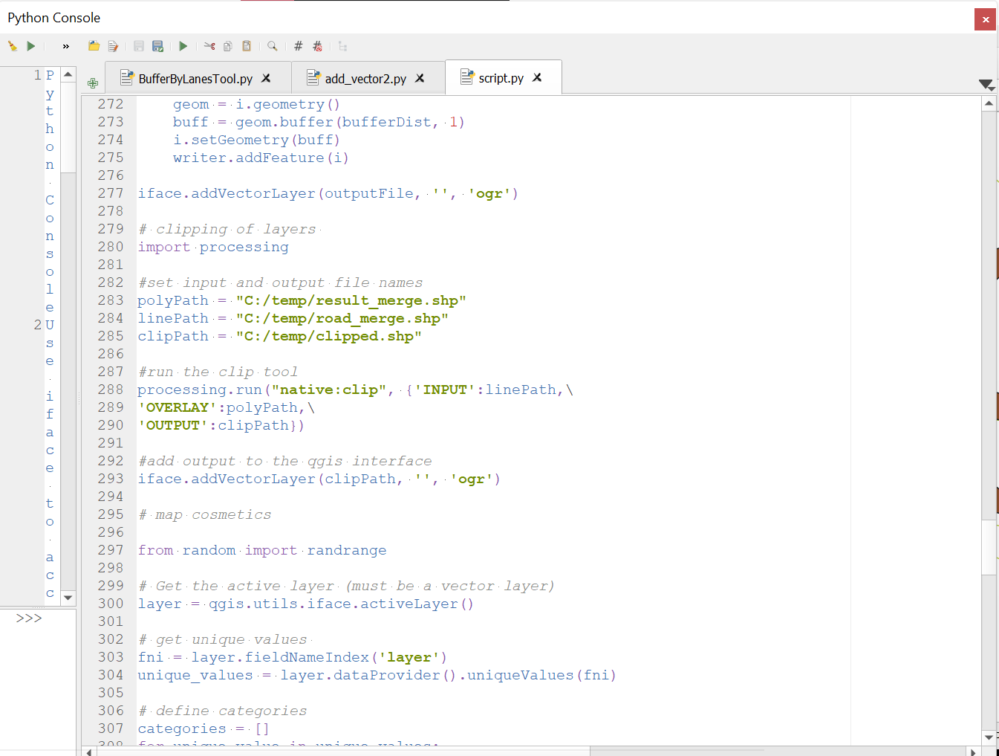 Python Console
»
# #
BufferByLanesTool.py
add_vector2.py
script.py
1 P
y
t
h
o
n
.
C
o
n
s
o
l
e
2 U
s
e
.
i
f
a
c
e
.
t
o
.
a
c
c
>>>
272 geom = i.geometry()
273 buff = geom.buffer(bufferDist, 1)
274 i.setGeometry(buff)
275 writer.addFeature(i)
276
277 iface.addVectorLayer(outputFile, '', 'ogr')
278
279 # clipping of layers
280 import processing
281
282 #set input and output file names
283 polyPath = "C:/temp/result_merge.shp"
284 linePath = "C:/temp/road_merge.shp"
285 clipPath = "C:/temp/clipped.shp"
286
287 #run the clip tool
288 processing.run("native:clip", {'INPUT':linePath,\
289 'OVERLAY':polyPath,\
290 'OUTPUT':clipPath})
291
292 #add output to the qgis interface
293 iface.addVectorLayer(clipPath, '', 'ogr')
294
295 # map cosmetics
296
297 from random import randrange
298
299 # Get the active layer (must be a vector layer)
300 layer = qgis.utils.iface.activeLayer()
301
302 # get unique values
303 fni = layer.fieldNameIndex('layer')
304 unique_values = layer.dataProvider().uniqueValues(fni)
305
306 # define categories
307 categories = []
308 for unique_value in unique_values: